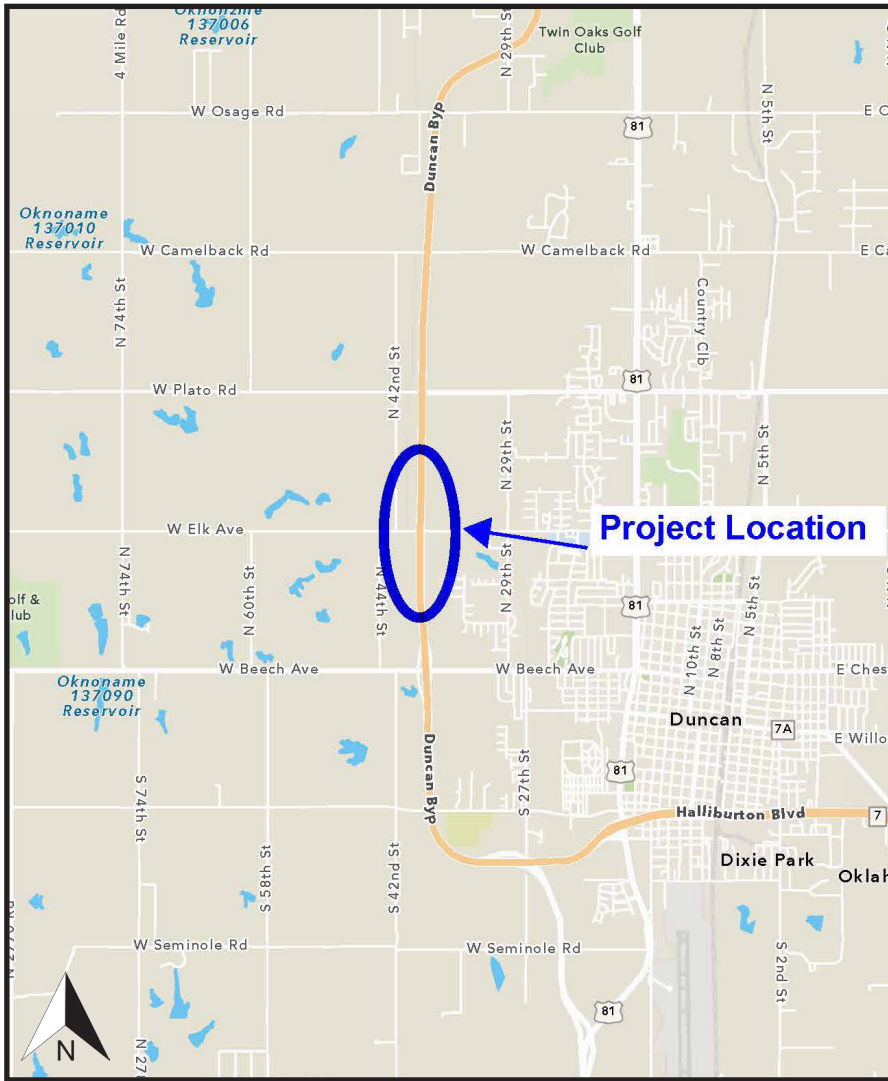 Oknoname
137006
Reservoir
4 Mile Rd
N 29th St
Twin Oaks Golf
Club
W Osage Rd
Duncan Byp
81
N 5th St
E O
Oknoname
137010
Reservoir
W Camelback Rd
W Camelback Rd
E Ca
N 74th St
Country Clb
N 42nd St
81
W Plato Rd
N 29th St
N 5th St
W Elk Ave
Project Location
N 74th St
N 60th St
N 44th St
N 29th St
81
N 5th St
N 8th St
N 10th St
olf &
lub
W Beech Ave
W Beech Ave
E Ches
Oknoname
137090
Reservoir
Duncan
7A
E Willo
Duncan Byp
81
S 27th St
S 74th St
Halliburton Blvd
7
S 58th St
S 42nd St
Dixie Park
Oklah
W Seminole Rd
W Seminole Rd
S 2nd St
81
N
N 278